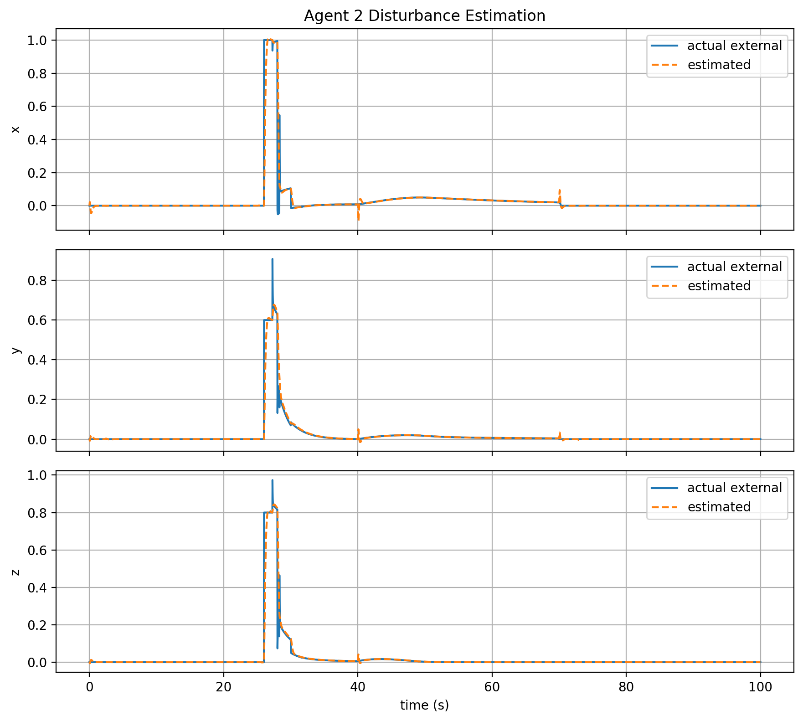 Agent 2 Disturbance Estimation
1.0
0.8
0.6
0.4
0.2
0.0
x
actual external
estimated
0.8
0.6
0.4
0.2
0.0
y
actual external
estimated
1.0
0.8
0.6
0.4
0.2
0.0
z
actual external
estimated
0 20 40 60 80 100
time (s)